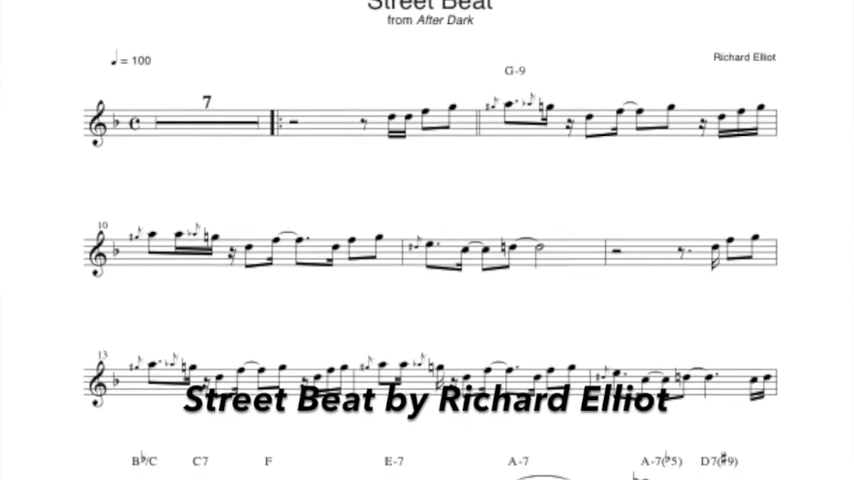 Street Beat
from After Dark
♩ = 100
Richard Elliot
G-9
7
10
13
Street Beat by Richard Elliot
B♭/C C7 F E-7 A-7 A-7(♭5) D7(♯9)